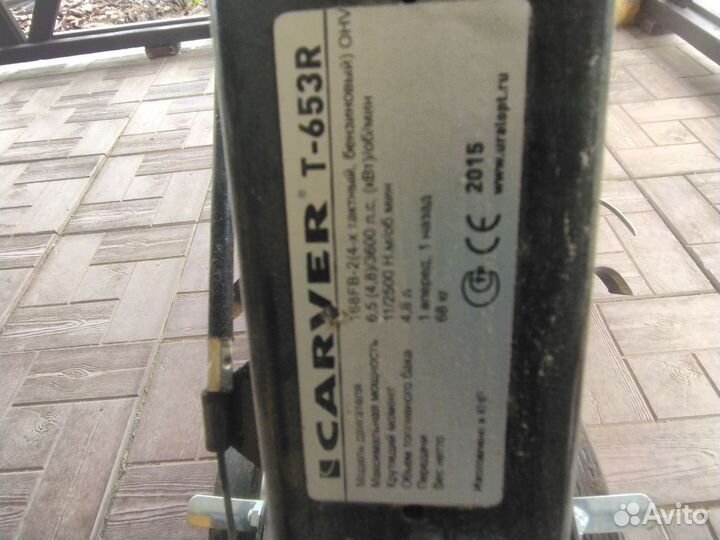 CARVER® T-653R
Модель двигателя 168FB-2(4-х тактный, бензиновый) OHV
Максимальная мощность 6,5 (4,8)/3600 л.с. (кВт)/об/мин
Крутящий момент 11/2500 Н.м/об.мин
Объем топливного бака 4,8 л
Передачи 1 вперед, 1 назад
Вес -нетто 68 кг
Изготовлено в КНР
CE 2015
www.uralopt.ru
Avito